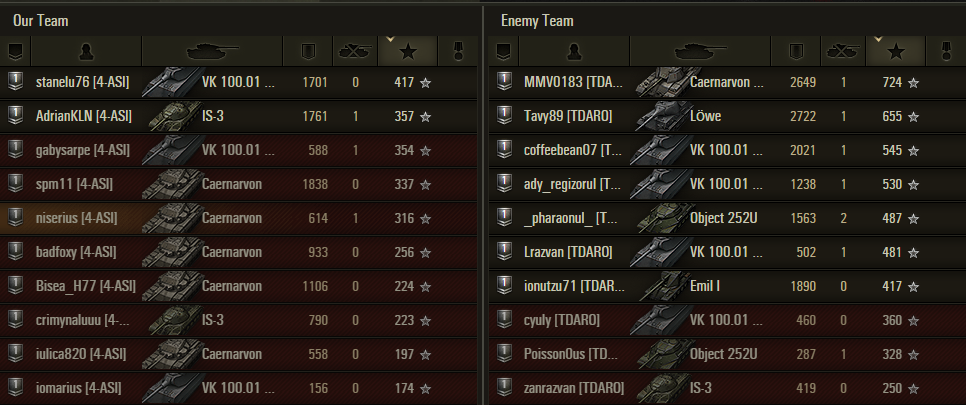 Our Team
stanelu76 [4-ASI] VK 100.01 ... 1701 0 417
AdrianKLN [4-ASI] IS-3 1761 1 357
gabysarpe [4-ASI] VK 100.01 ... 588 1 354
spm11 [4-ASI] Caernarvon 1838 0 337
niserius [4-ASI] Caernarvon 614 1 316
badfoxy [4-ASI] Caernarvon 933 0 256
Bisea_H77 [4-ASI] Caernarvon 1106 0 224
crimynaluuu [4-... IS-3 790 0 223
iulica820 [4-ASI] Caernarvon 558 0 197
iomarius [4-ASI] VK 100.01 ... 156 0 174
Enemy Team
MMV0183 [TDA... Caernarvon ... 2649 1 724
Tavy89 [TDARO] Löwe 2722 1 655
coffeebean07 [T... VK 100.01 ... 2021 1 545
ady_regizorul [T... VK 100.01 ... 1238 1 530
_pharaonul_ [T... Object 252U 1563 2 487
Lrazvan [TDARO] VK 100.01 ... 502 1 481
ionutzu71 [TDAR... Emil I 1890 0 417
cyuly [TDARO] VK 100.01 ... 460 0 360
Poisson0us [TD... Object 252U 287 1 328
zanrazvan [TDARO] IS-3 419 0 250